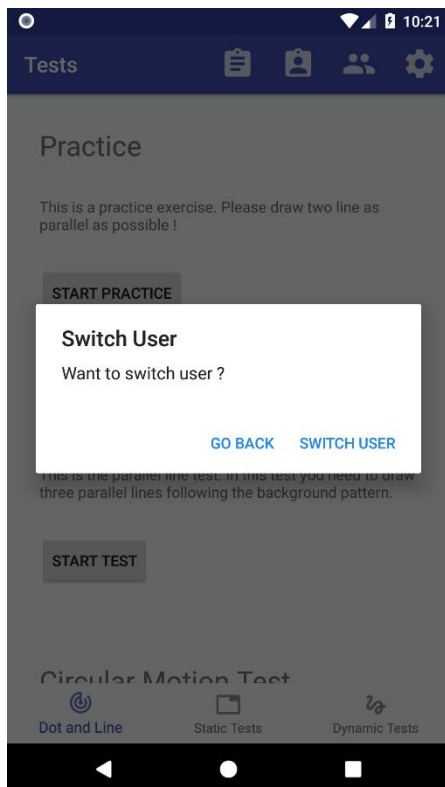 10:21
Tests
Practice
This is a practice exercise. Please draw two line as
parallel as possible !
START PRACTICE
Switch User
Want to switch user ?
GO BACK SWITCH USER
This is the parallel line test. In this test you need to draw
three parallel lines following the background pattern.
START TEST
Circular Motion Test
Dot and Line Static Tests Dynamic Tests